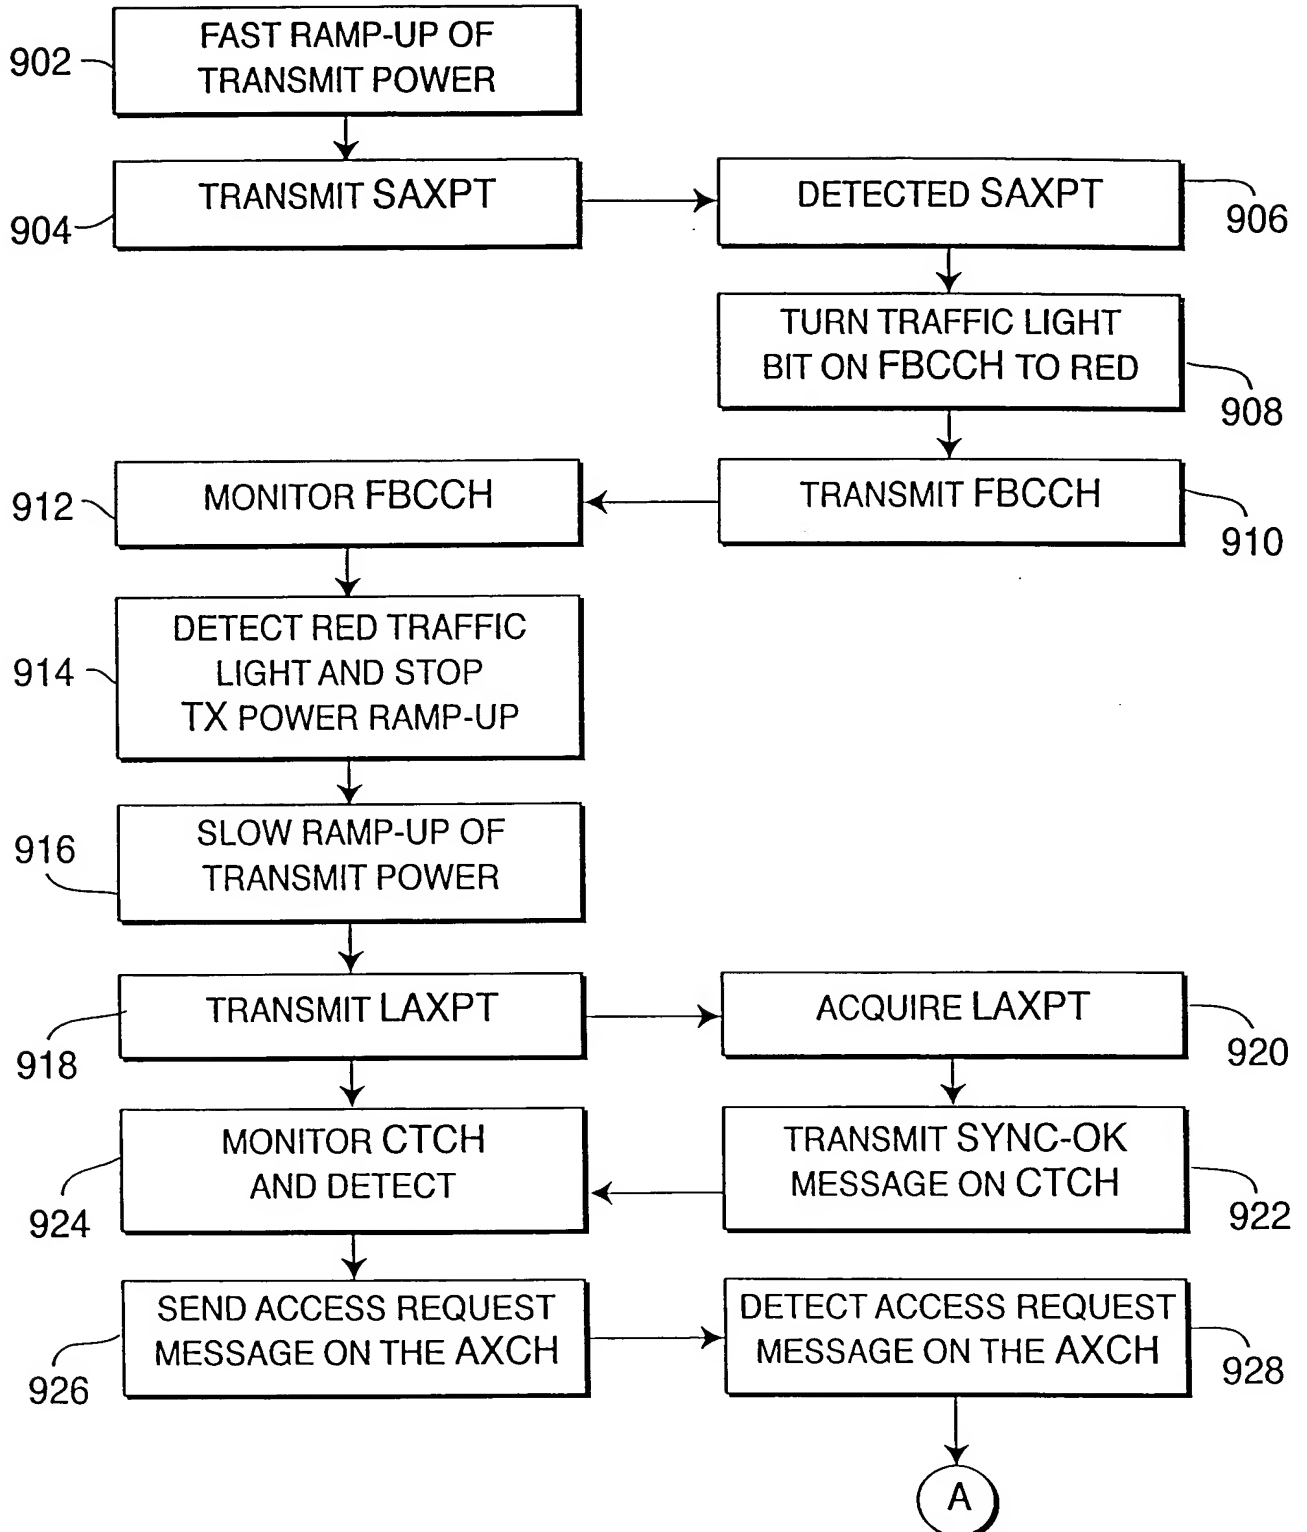 902
FAST RAMP-UP OF
TRANSMIT POWER
904
TRANSMIT SAXPT
DETECTED SAXPT
906
TURN TRAFFIC LIGHT
BIT ON FBCCH TO RED
908
912
MONITOR FBCCH
TRANSMIT FBCCH
910
914
DETECT RED TRAFFIC
LIGHT AND STOP
TX POWER RAMP-UP
916
SLOW RAMP-UP OF
TRANSMIT POWER
918
TRANSMIT LAXPT
ACQUIRE LAXPT
920
924
MONITOR CTCH
AND DETECT
TRANSMIT SYNC-OK
MESSAGE ON CTCH
922
926
SEND ACCESS REQUEST
MESSAGE ON THE AXCH
DETECT ACCESS REQUEST
MESSAGE ON THE AXCH
928
A